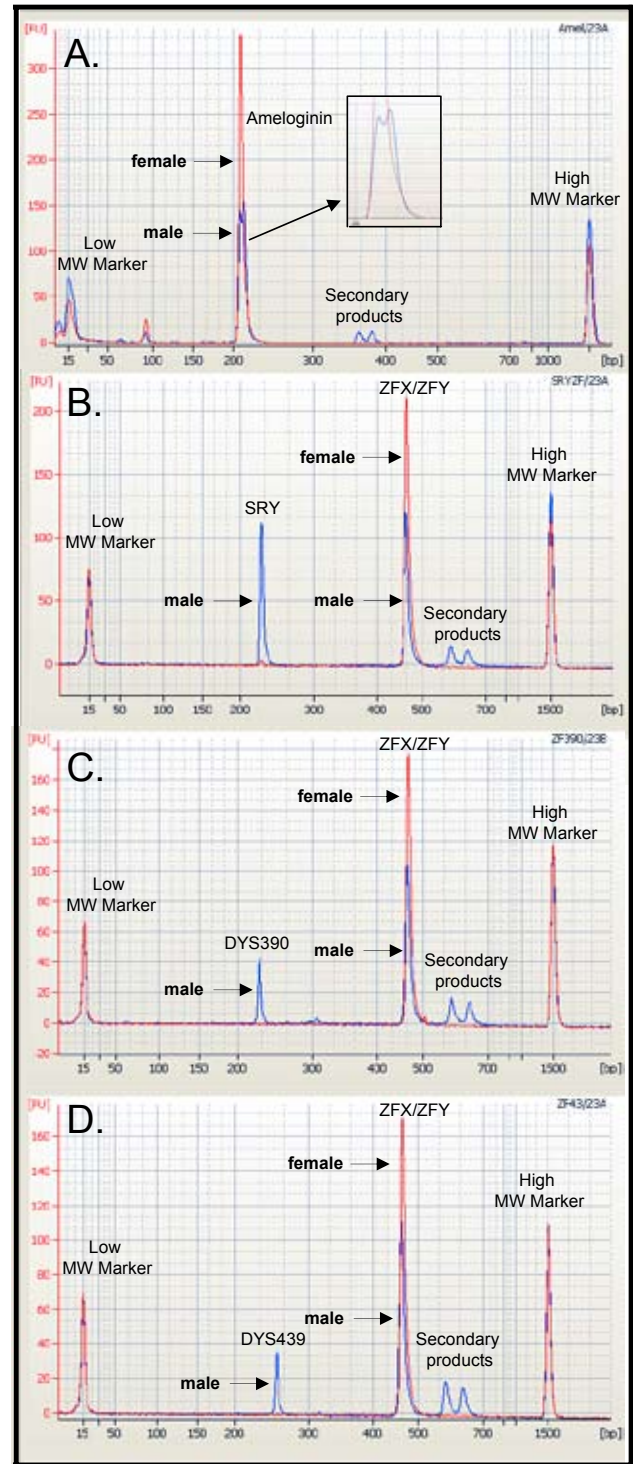 A.
Amel/23A
[FU]
300
250
200
150
100
50
0
Ameloginin
female
male
Low
MW Marker
Secondary
products
High
MW Marker
15 50 100 150 200 300 400 500 700 1000 [bp]
B.
SRYZF/23A
[FU]
200
150
100
50
0
ZFX/ZFY
female
SRY
Low
MW Marker
High
MW Marker
male
male
Secondary
products
15 50 100 150 200 300 400 500 700 1500 [bp]
C.
ZF390/23B
[FU]
160
140
120
100
80
60
40
20
0
-20
ZFX/ZFY
female
High
MW Marker
Low
MW Marker
DYS390
male
male
Secondary
products
15 50 100 150 200 300 400 500 700 1500 [bp]
D.
ZF43/23A
[FU]
160
140
120
100
80
60
40
20
0
ZFX/ZFY
female
High
MW Marker
Low
MW Marker
male
DYS439
male
Secondary
products
15 50 100 150 200 300 400 500 700 1500 [bp]